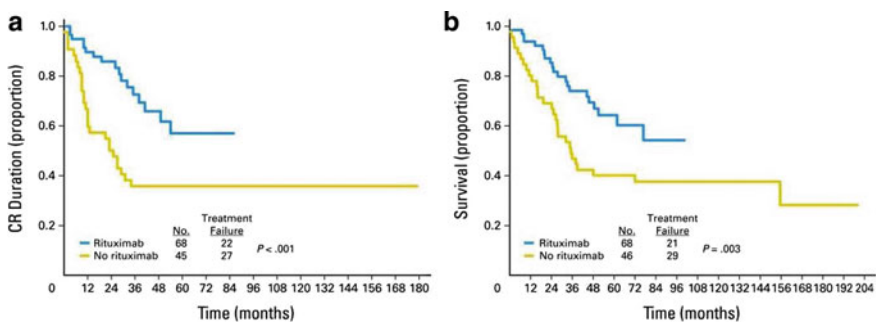 a
CR Duration (proportion)
1.0
0.8
0.6
0.4
0.2
0
Treatment
No. Failure
Rituximab 68 22
No rituximab 45 27
P < .001
12 24 36 48 60 72 84 96 108 120 132 144 156 168 180
Time (months)
b
Survival (proportion)
1.0
0.8
0.6
0.4
0.2
0
Treatment
No. Failure
Rituximab 68 21
No rituximab 46 29
P = .003
12 24 36 48 60 72 84 96 108 120 132 144 156 168 180 192 204
Time (months)